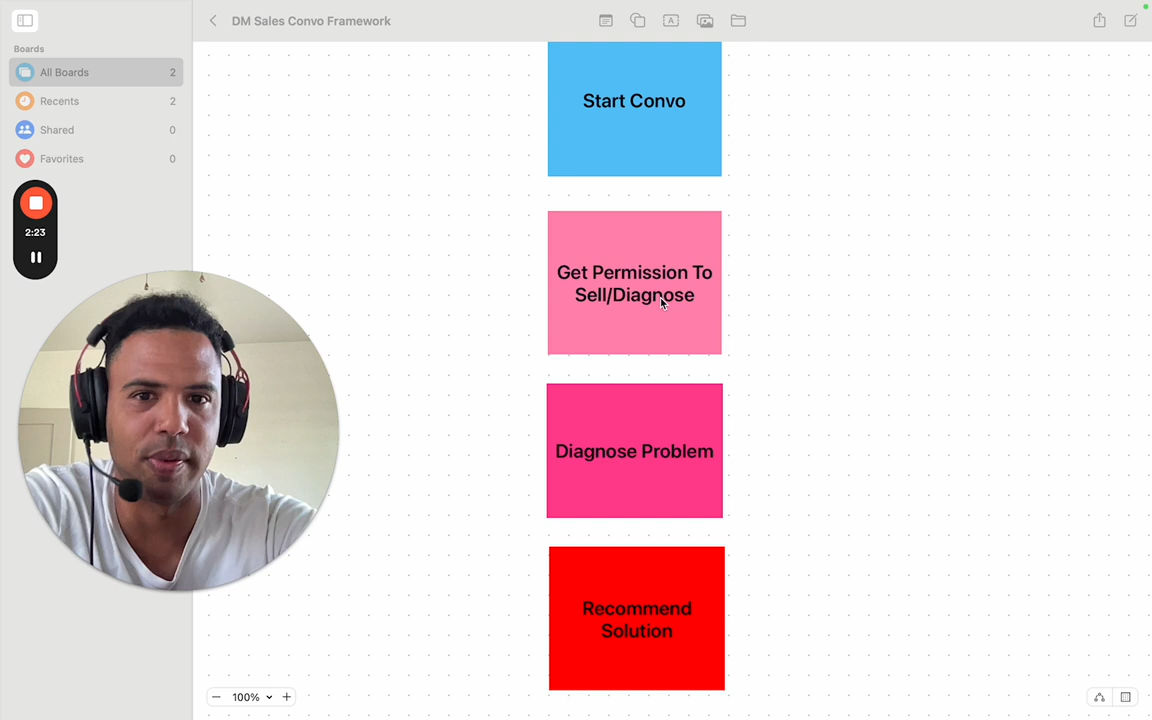 DM Sales Convo Framework
Boards
All Boards 2
Recents 2
Shared 0
Favorites 0
2:23
Start Convo
Get Permission To
Sell/Diagnose
Diagnose Problem
Recommend
Solution
100%